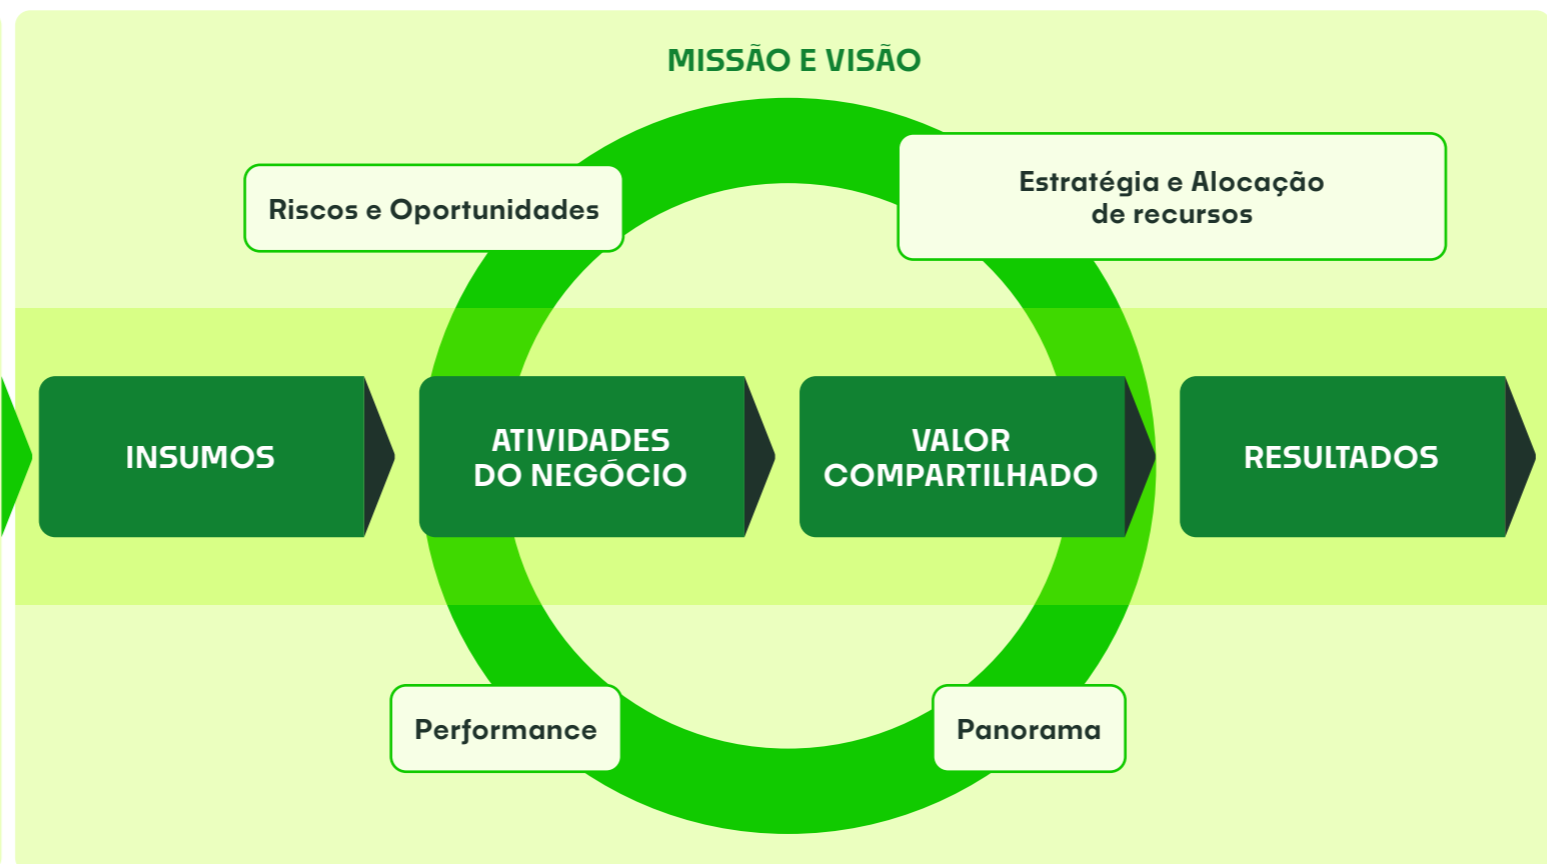 MISSÃO E VISÃO
Riscos e Oportunidades
Estratégia e Alocação
de recursos
INSUMOS
ATIVIDADES
DO NEGÓCIO
VALOR
COMPARTILHADO
RESULTADOS
Performance
Panorama